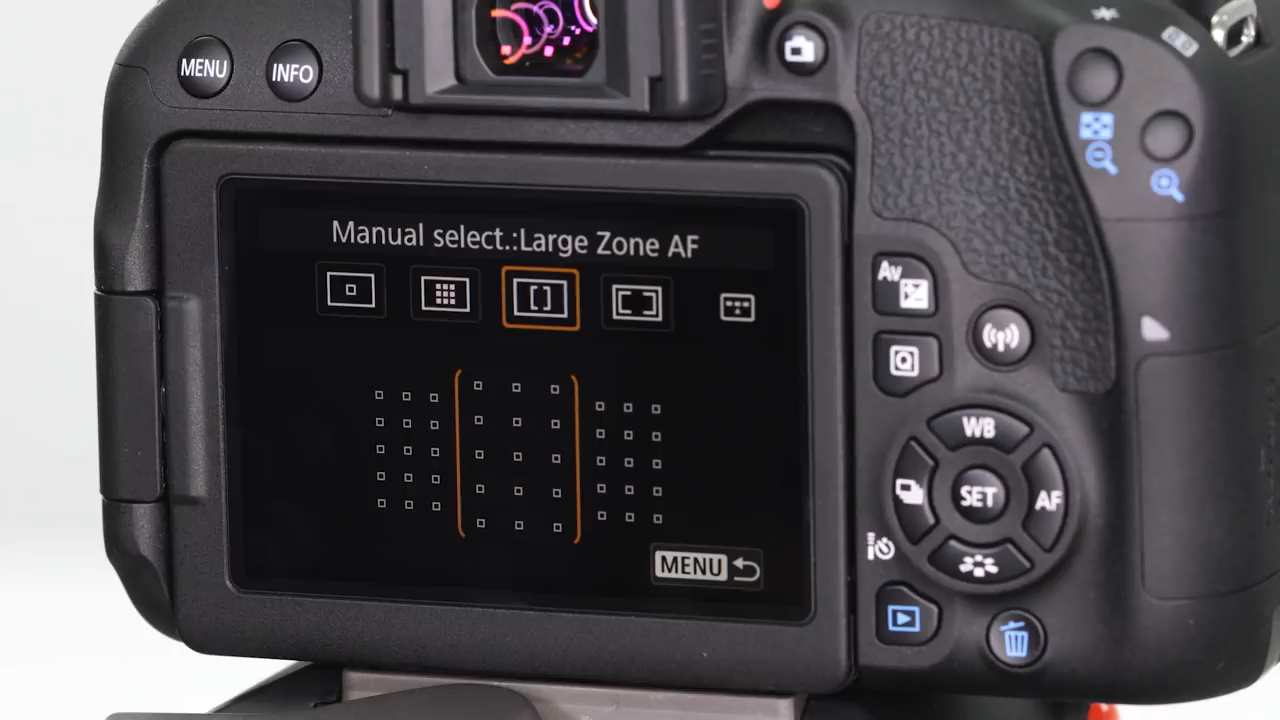 MENU
INFO
Manual select.:Large Zone AF
Av
Q
WB
SET
AF
MENU